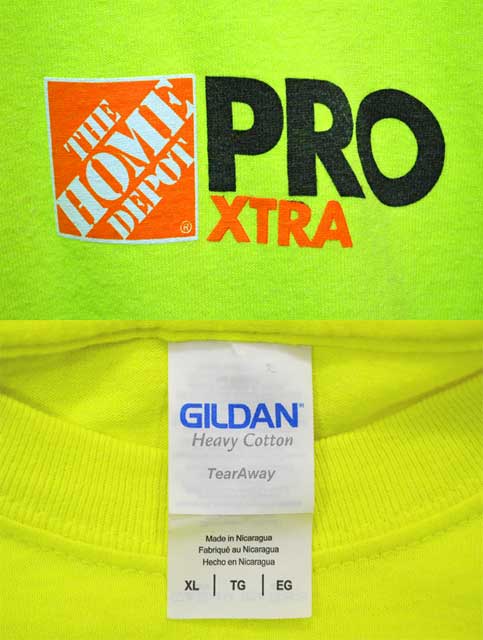 THE
HOME
DEPOT
®
PRO
XTRA
GILDAN®
Heavy Cotton
TearAway
Made in Nicaragua
Fabriqué au Nicaragua
Hecho en Nicaragua
XL | TG | EG